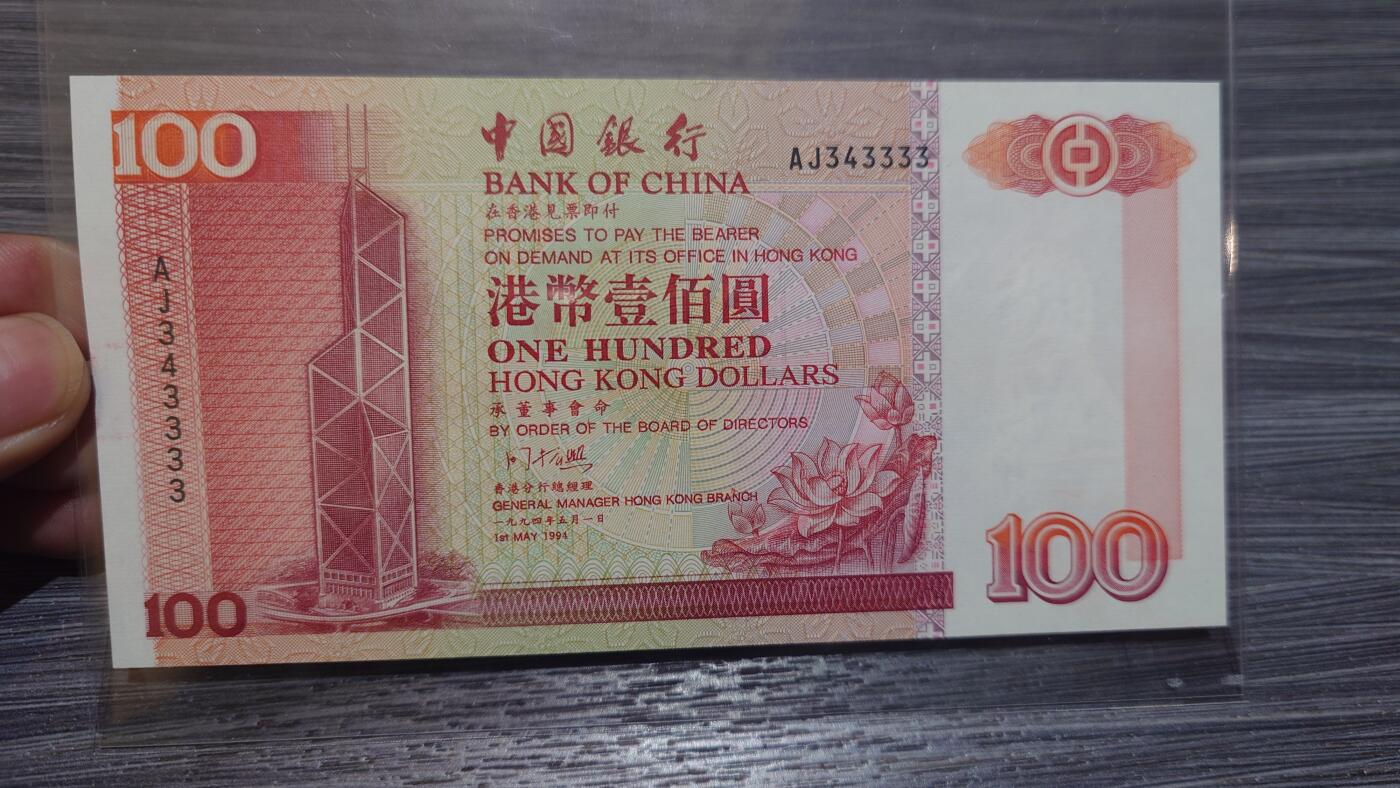 100
中國銀行
AJ343333
BANK OF CHINA
在香港見票即付
PROMISES TO PAY THE BEARER
ON DEMAND AT ITS OFFICE IN HONG KONG
港幣壹佰圓
ONE HUNDRED
HONG KONG DOLLARS
承董事會命
BY ORDER OF THE BOARD OF DIRECTORS
香港分行總經理
GENERAL MANAGER HONG KONG BRANCH
一九九四年五月一日
1st MAY 1994
AJ343333
100
100